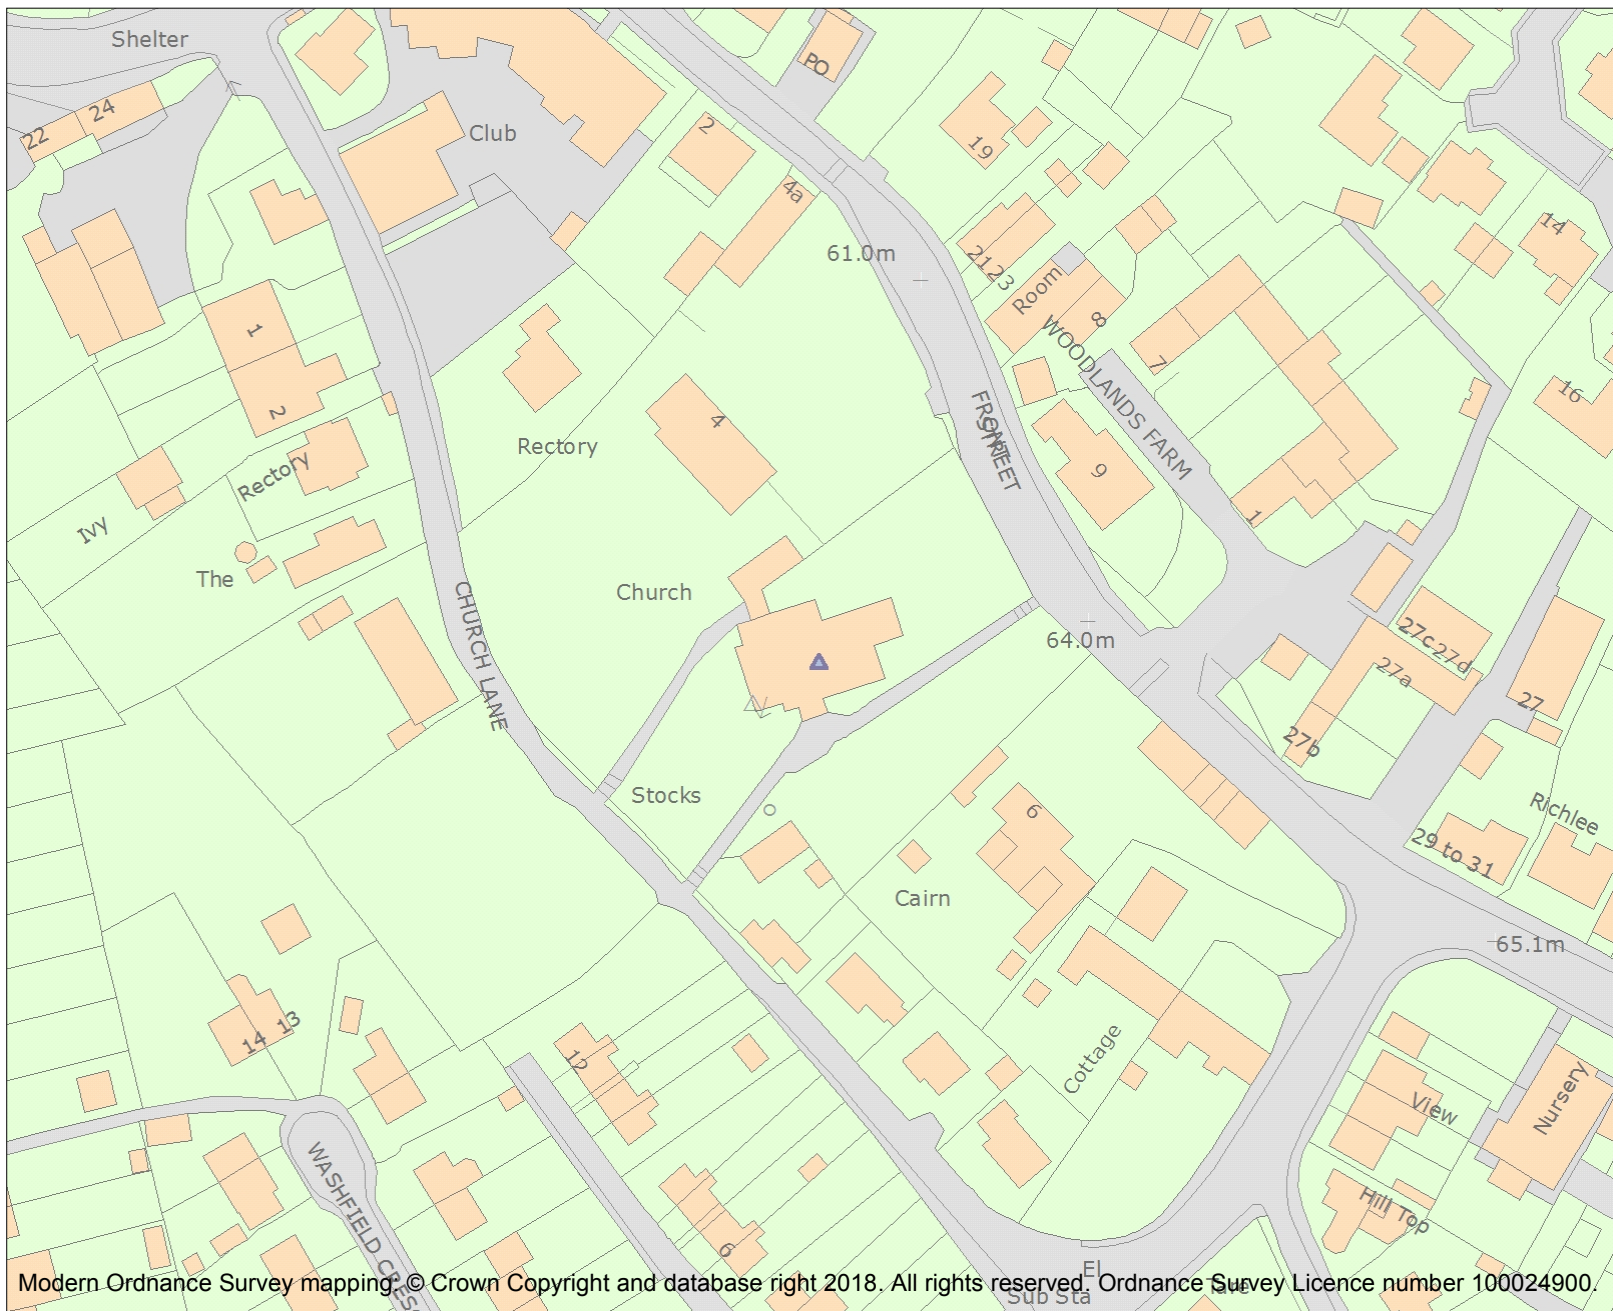 Shelter
24
22
Club
2
PO
19
4a
61.0m
2123
Room
8
WOODLANDS FARM
7
14
16
1
2
Rectory
4
FRONT
STREET
9
1
Rectory
Ivy
The
CHURCH LANE
Church
64.0m
27c
27d
27a
27
27b
Stocks
6
Richlee
29 to 31
Cairn
65.1m
14
13
12
Cottage
View
Nursery
WASHFIELD CRES
Hill Top
6
El
Sub Sta
Modern Ordnance Survey mapping: © Crown Copyright and database right 2018. All rights reserved. Ordnance Survey Licence number 100024900.